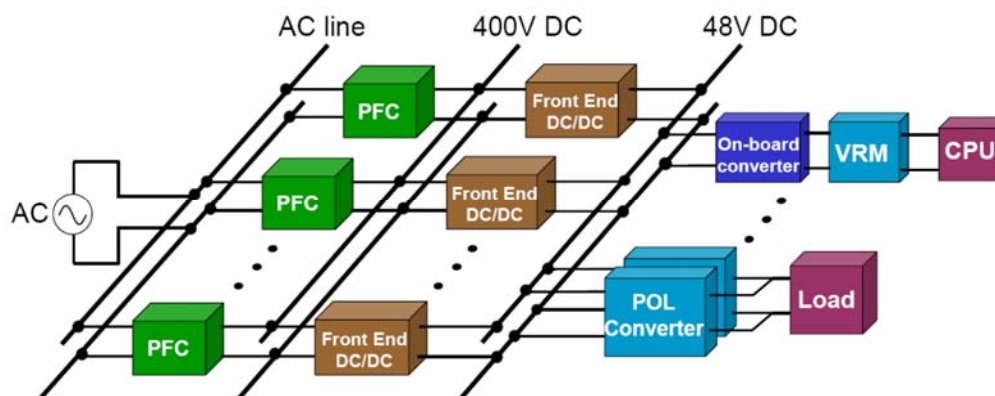 AC line
400V DC
48V DC
PFC
Front End
DC/DC
On-board
converter
VRM
CPU
AC
PFC
Front End
DC/DC
POL
Converter
Load
PFC
Front End
DC/DC